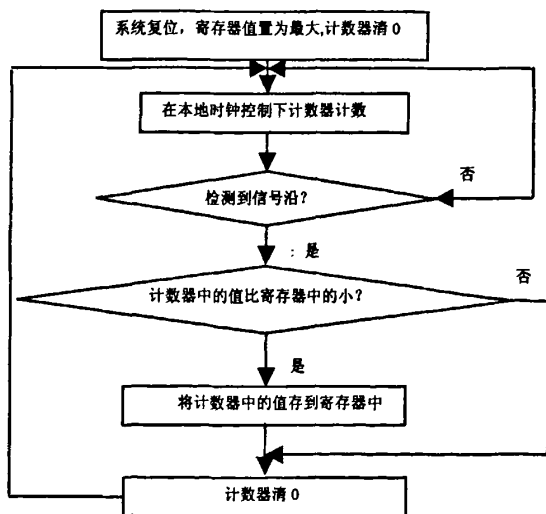 系统复位，寄存器值置为最大,计数器清 0
在本地时钟控制下计数器计数
否
检测到信号沿？
：是
否
计数器中的值比寄存器中的小？
是
将计数器中的值存到寄存器中
计数器清 0